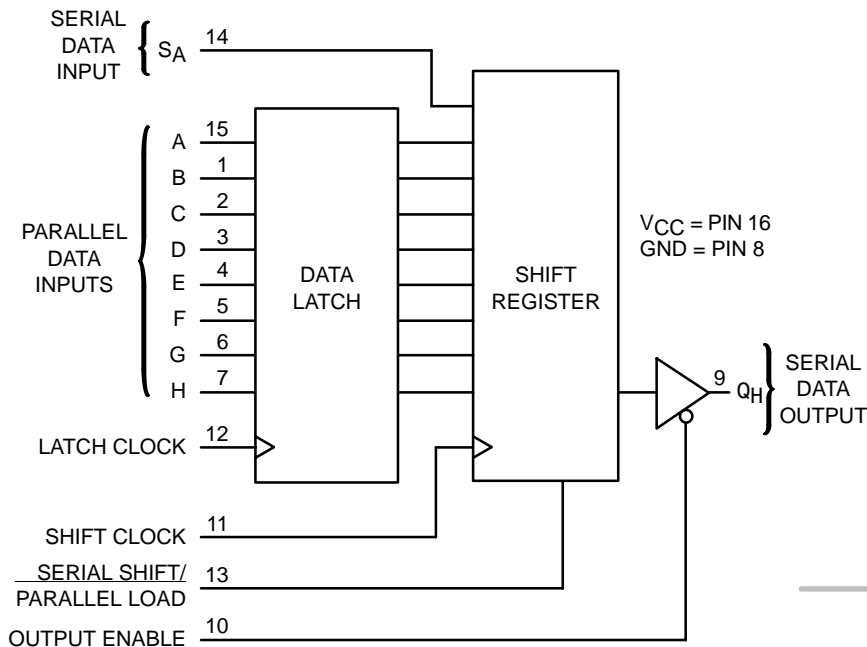 SERIAL
DATA
INPUT
SA 14
A 15
B 1
C 2
D 3
E 4
F 5
G 6
H 7
PARALLEL
DATA
INPUTS
DATA
LATCH
SHIFT
REGISTER
VCC = PIN 16
GND = PIN 8
9 QH
SERIAL
DATA
OUTPUT
LATCH CLOCK 12
SHIFT CLOCK 11
SERIAL SHIFT/
PARALLEL LOAD
13
OUTPUT ENABLE 10